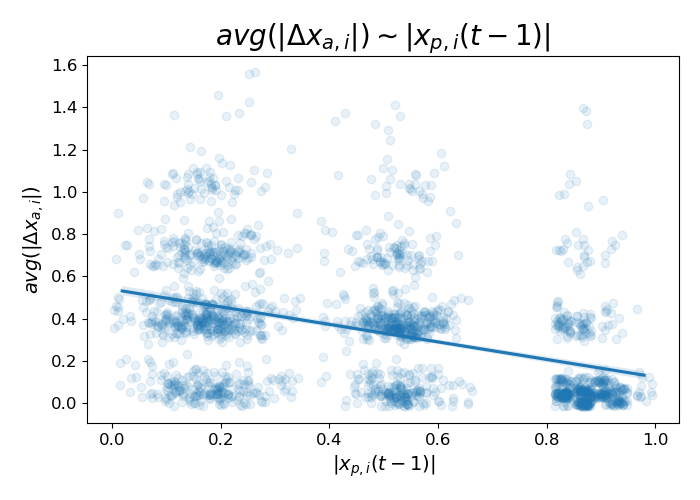 avg(|Δx_{a,i}|) ~ |x_{p,i}(t − 1)|
avg(|Δx_{a,i}|)
1.6
1.4
1.2
1.0
0.8
0.6
0.4
0.2
0.0
0.0 0.2 0.4 0.6 0.8 1.0
|x_{p,i}(t − 1)|